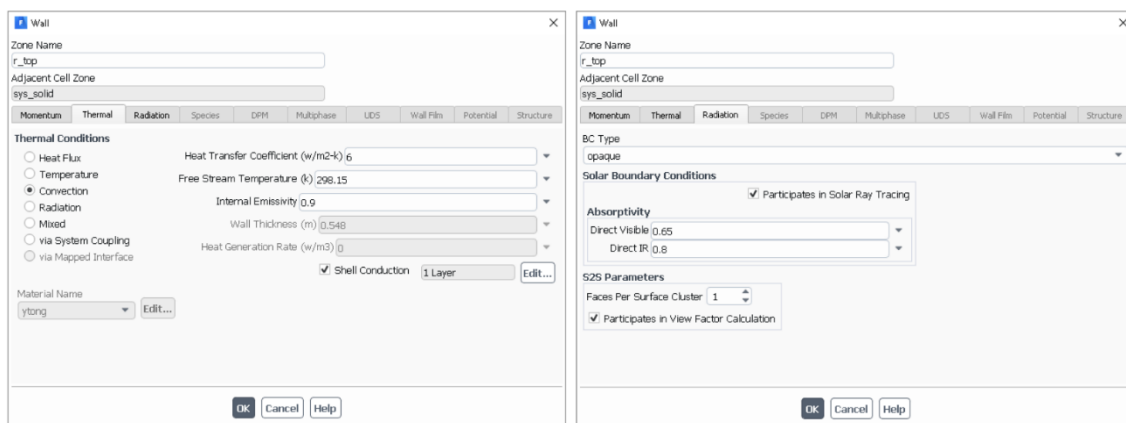 Wall
Zone Name
r_top
Adjacent Cell Zone
sys_solid
Momentum Thermal Radiation Species DPM Multiphase UDS Wall Film Potential Structure
Thermal Conditions
Heat Flux
Temperature
Convection
Radiation
Mixed
via System Coupling
via Mapped Interface
Heat Transfer Coefficient (w/m2-k) 6
Free Stream Temperature (k) 298.15
Internal Emissivity 0.9
Wall Thickness (m) 0.548
Heat Generation Rate (w/m3) 0
Shell Conduction 1 Layer Edit...
Material Name
ytong Edit...
OK Cancel Help
Wall
Zone Name
r_top
Adjacent Cell Zone
sys_solid
Momentum Thermal Radiation Species DPM Multiphase UDS Wall Film Potential Structure
BC Type
opaque
Solar Boundary Conditions
Participates in Solar Ray Tracing
Absorptivity
Direct Visible 0.65
Direct IR 0.8
S2S Parameters
Faces Per Surface Cluster 1
Participates in View Factor Calculation
OK Cancel Help